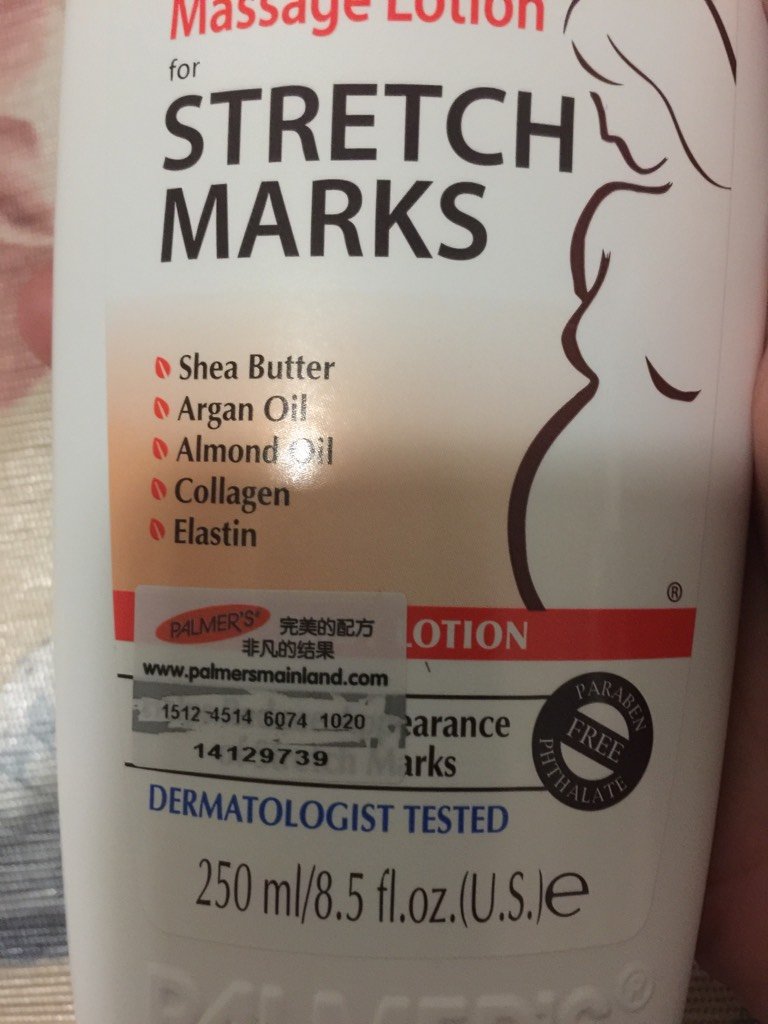 Massage Lotion
for
STRETCH
MARKS
Shea Butter
Argan Oil
Almond Oil
Collagen
Elastin
®
PALMER'S 完美的配方
非凡的结果
www.palmersmainland.com
LOTION
1512 4514 6074 1020
14129739
earance
arks
PARABEN
FREE
PHTHALATE
DERMATOLOGIST TESTED
250 ml/8.5 fl.oz.(U.S.)e
PALMER'S®